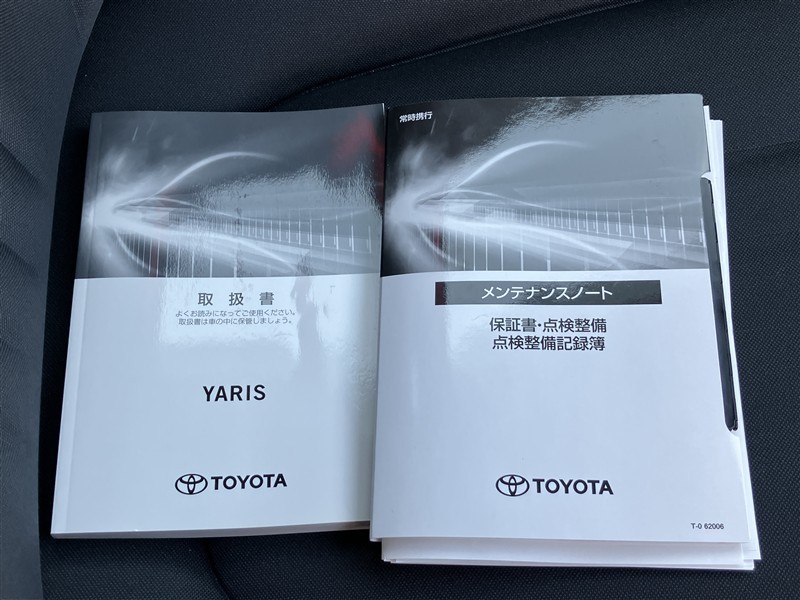 取扱書
よくお読みになってご使用ください。
取扱書は車の中に保管しましょう。
YARIS
TOYOTA
常時携行
メンテナンスノート
保証書・点検整備
点検整備記録簿
TOYOTA
T-0 62006